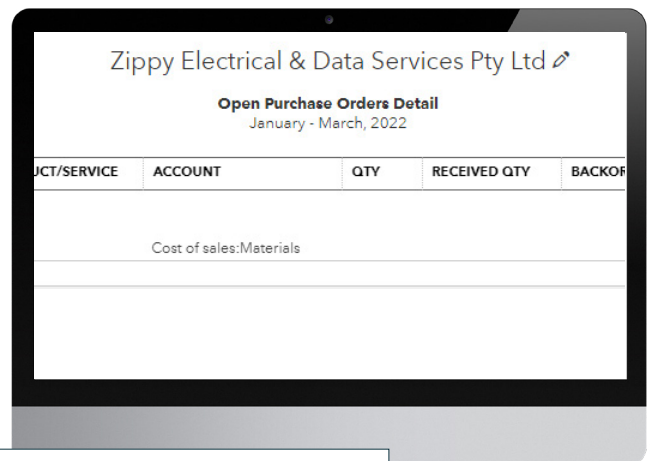 Zippy Electrical & Data Services Pty Ltd
Open Purchase Orders Detail
January - March, 2022
UCT/SERVICE ACCOUNT QTY RECEIVED QTY BACKOR
Cost of sales:Materials